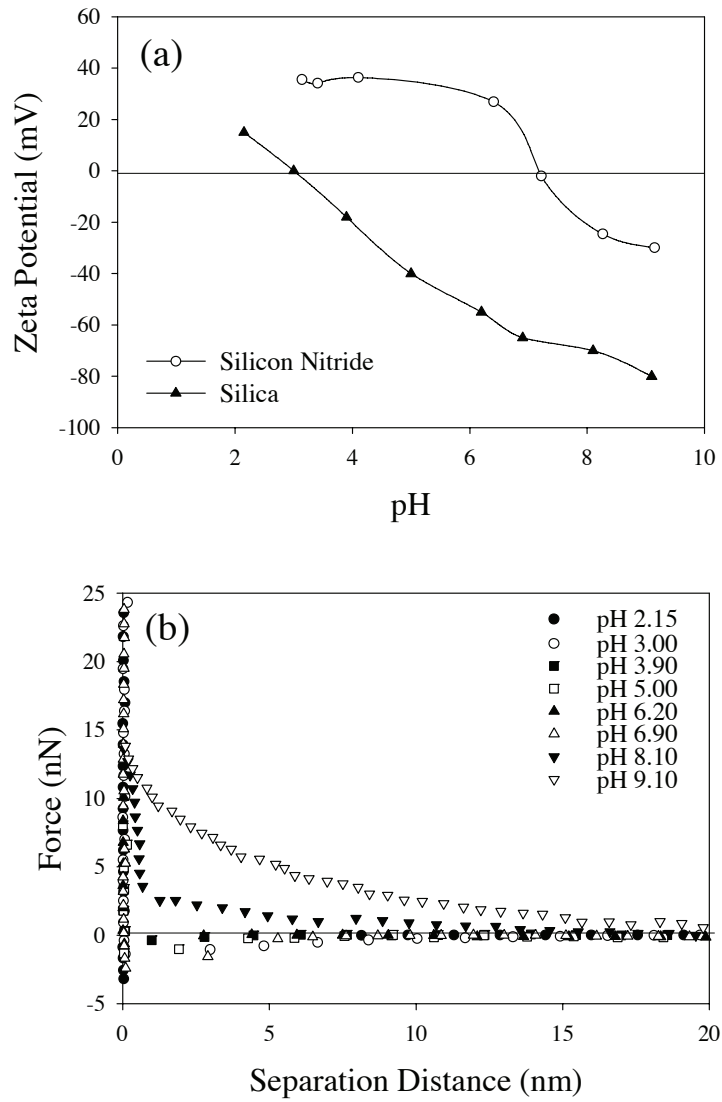 60
(a)
40
20
0
-20
-40
-60
-80
-100
Zeta Potential (mV)
Silicon Nitride
Silica
0 2 4 6 8 10
pH
25
(b)
20
15
10
5
0
-5
Force (nN)
pH 2.15
pH 3.00
pH 3.90
pH 5.00
pH 6.20
pH 6.90
pH 8.10
pH 9.10
0 5 10 15 20
Separation Distance (nm)